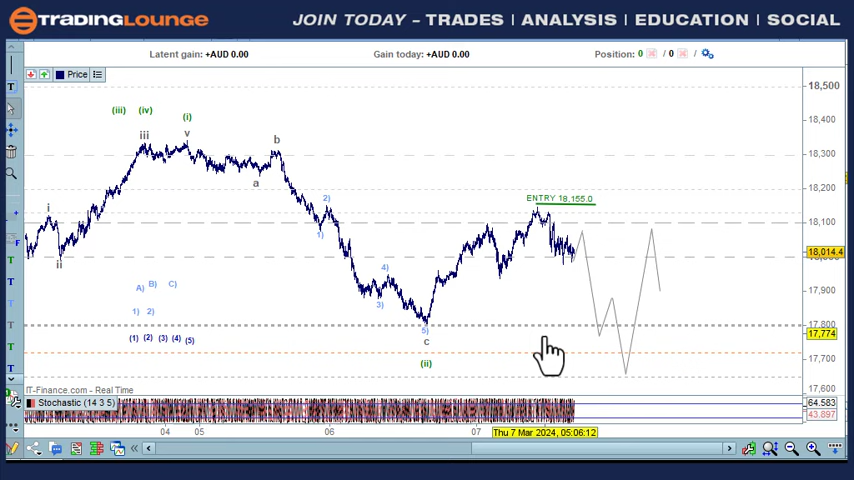 TRADING LOUNGE JOIN TODAY - TRADES | ANALYSIS | EDUCATION | SOCIAL
Latent gain: +AUD 0.00 Gain today: +AUD 0.00 Position: 0 / 0 /
Price
18,500
(iii) (iv) (i)
18,400
iii v b
18,300
a
18,200
i 2) ENTRY 18,155.0
18,100
1)
ii
18,014.4
4)
A) B) C)
17,900
3)
1) 2)
17,800
5)
17,774
(1) (2) (3) (4) (5)
c
17,700
(ii)
17,600
IT-Finance.com - Real Time
Stochastic (14 3 5)
64.583
43.897
04 05 06 07 Thu 7 Mar 2024, 05:06:12